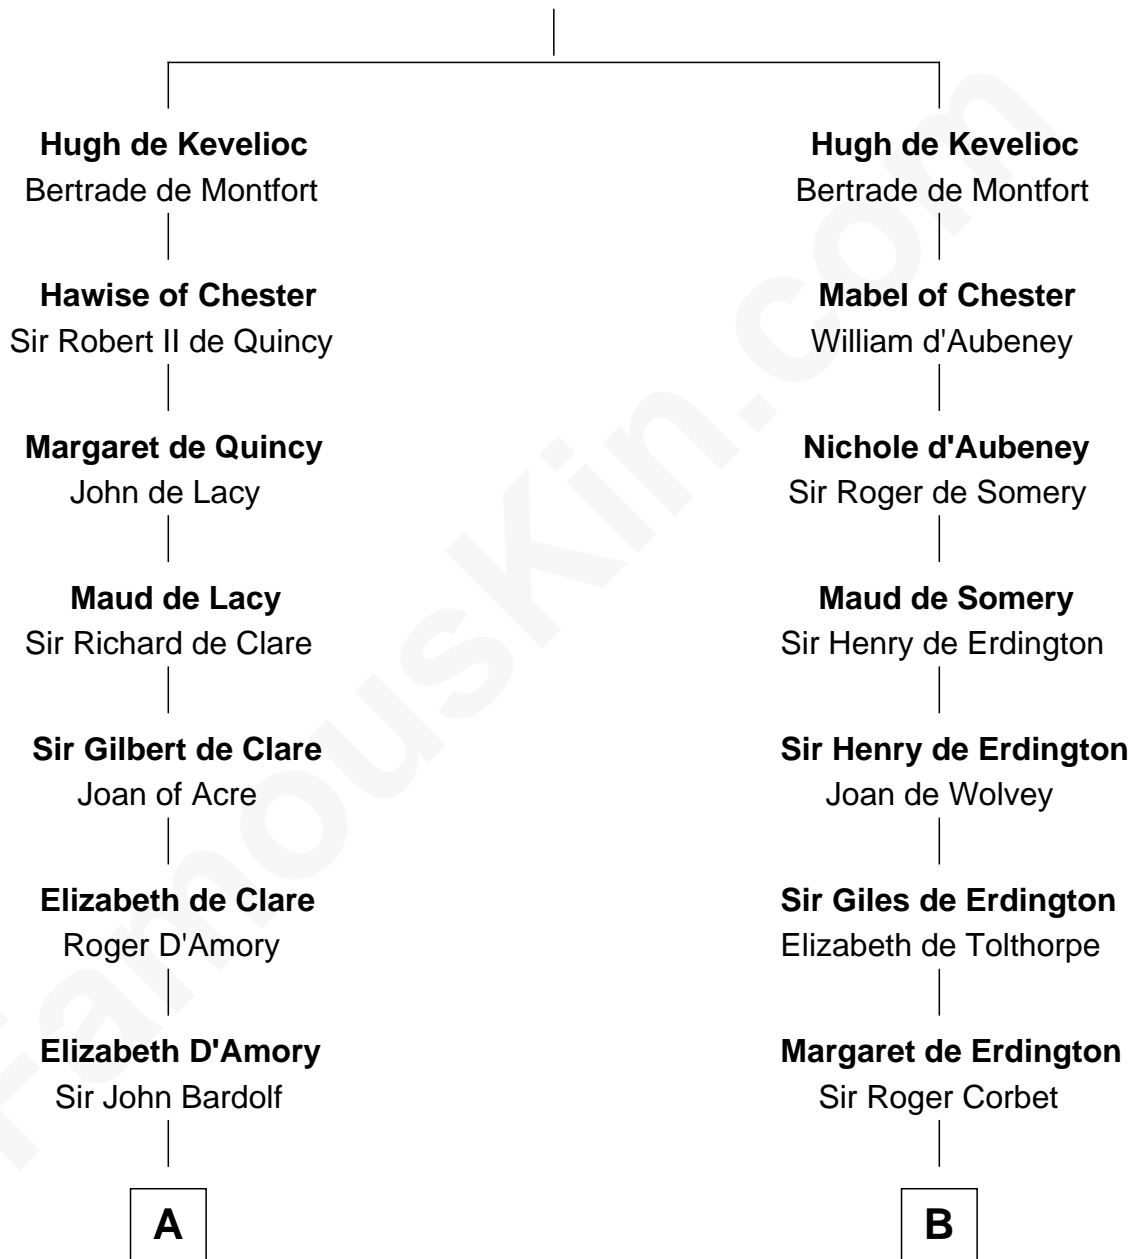 Hugh de Kevelioc
Bertrade de Montfort
Hawise of Chester
Sir Robert II de Quincy
Margaret de Quincy
John de Lacy
Maud de Lacy
Sir Richard de Clare
Sir Gilbert de Clare
Joan of Acre
Elizabeth de Clare
Roger D'Amory
Elizabeth D'Amory
Sir John Bardolf
A
Hugh de Kevelioc
Bertrade de Montfort
Mabel of Chester
William d'Aubeney
Nichole d'Aubeney
Sir Roger de Somery
Maud de Somery
Sir Henry de Erdington
Sir Henry de Erdington
Joan de Wolvey
Sir Giles de Erdington
Elizabeth de Tolthorpe
Margaret de Erdington
Sir Roger Corbet
B
FamousKin.com